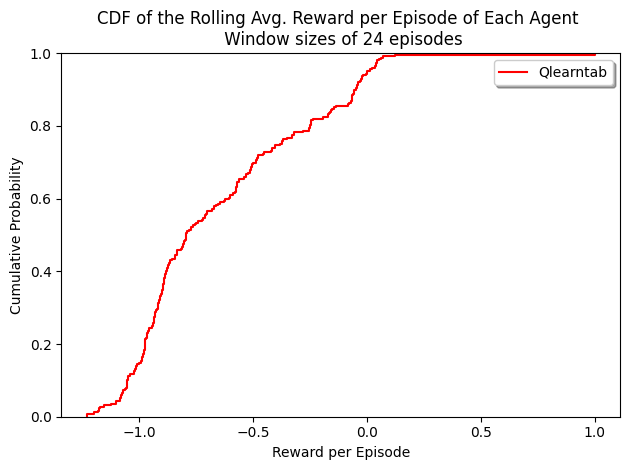 CDF of the Rolling Avg. Reward per Episode of Each Agent
Window sizes of 24 episodes
1.0
Qlearntab
0.8
0.6
Cumulative Probability
0.4
0.2
0.0
−1.0 −0.5 0.0 0.5 1.0
Reward per Episode